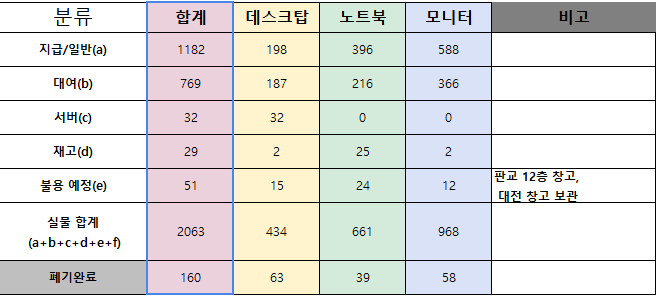 분류 합계 데스크탑 노트북 모니터 비고
지급/일반(a) 1182 198 396 588
대여(b) 769 187 216 366
서버(c) 32 32 0 0
재고(d) 29 2 25 2
불용 예정(e) 51 15 24 12 판교 12층 창고,
대전 창고 보관
실물 합계
(a+b+c+d+e+f) 2063 434 661 968
폐기완료 160 63 39 58